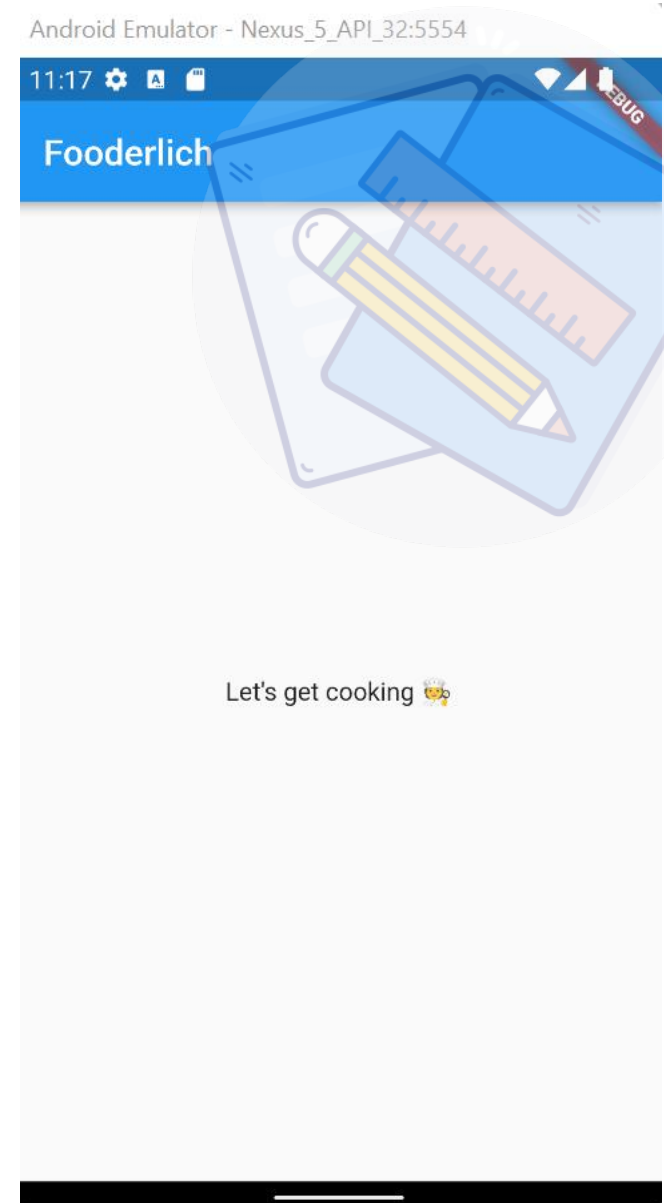 Android Emulator - Nexus_5_API_32:5554
11:17
DEBUG
Fooderlich
Let's get cooking 🧑‍🍳